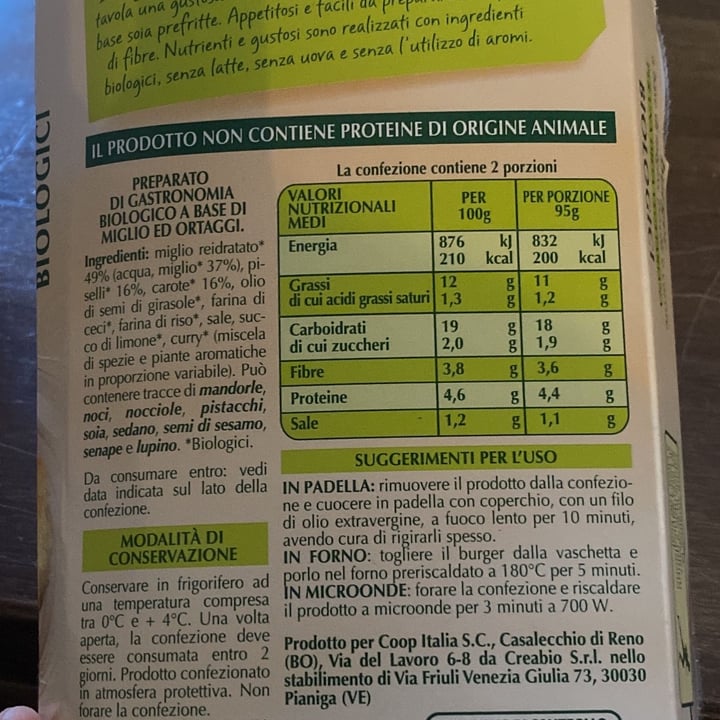 tavola una
base soia prefritte. Appetitosi e facili da
di fibre. Nutrienti e gustosi sono realizzati con ingredienti
biologici, senza latte, senza uova e senza l'utilizzo di aromi.
BIOLOGICI
IL PRODOTTO NON CONTIENE PROTEINE DI ORIGINE ANIMALE
PREPARATO
DI GASTRONOMIA
BIOLOGICO A BASE DI
MIGLIO ED ORTAGGI.
Ingredienti: miglio reidratato*
49% (acqua, miglio* 37%), pi-
selli* 16%, carote* 16%, olio
di semi di girasole*, farina di
ceci*, farina di riso*, sale, suc-
co di limone*, curry* (miscela
di spezie e piante aromatiche
in proporzione variabile). Può
contenere tracce di mandorle,
noci, nocciole, pistacchi,
soia, sedano, semi di sesamo,
senape e lupino. *Biologici.
Da consumare entro: vedi
data indicata sul lato della
confezione.
MODALITÀ DI
CONSERVAZIONE
Conservare in frigorifero ad
una temperatura compresa
tra 0°C e + 4°C. Una volta
aperta, la confezione deve
essere consumata entro 2
giorni. Prodotto confezionato
in atmosfera protettiva. Non
forare la confezione.
La confezione contiene 2 porzioni
VALORI NUTRIZIONALI MEDI PER 100g PER PORZIONE 95g
Energia 876 kJ 832 kJ
210 kcal 200 kcal
Grassi 12 g 11 g
di cui acidi grassi saturi 1,3 g 1,2 g
Carboidrati 19 g 18 g
di cui zuccheri 2,0 g 1,9 g
Fibre 3,8 g 3,6 g
Proteine 4,6 g 4,4 g
Sale 1,2 g 1,1 g
SUGGERIMENTI PER L'USO
IN PADELLA: rimuovere il prodotto dalla confezio-
ne e cuocere in padella con coperchio, con un filo
di olio extravergine, a fuoco lento per 10 minuti,
avendo cura di rigirarli spesso.
IN FORNO: togliere il burger dalla vaschetta e
porlo nel forno preriscaldato a 180°C per 5 minuti.
IN MICROONDE: forare la confezione e riscaldare
il prodotto a microonde per 3 minuti a 700 W.
Prodotto per Coop Italia S.C., Casalecchio di Reno
(BO), Via del Lavoro 6-8 da Creabio S.r.l. nello
stabilimento di Via Friuli Venezia Giulia 73, 30030
Pianiga (VE)